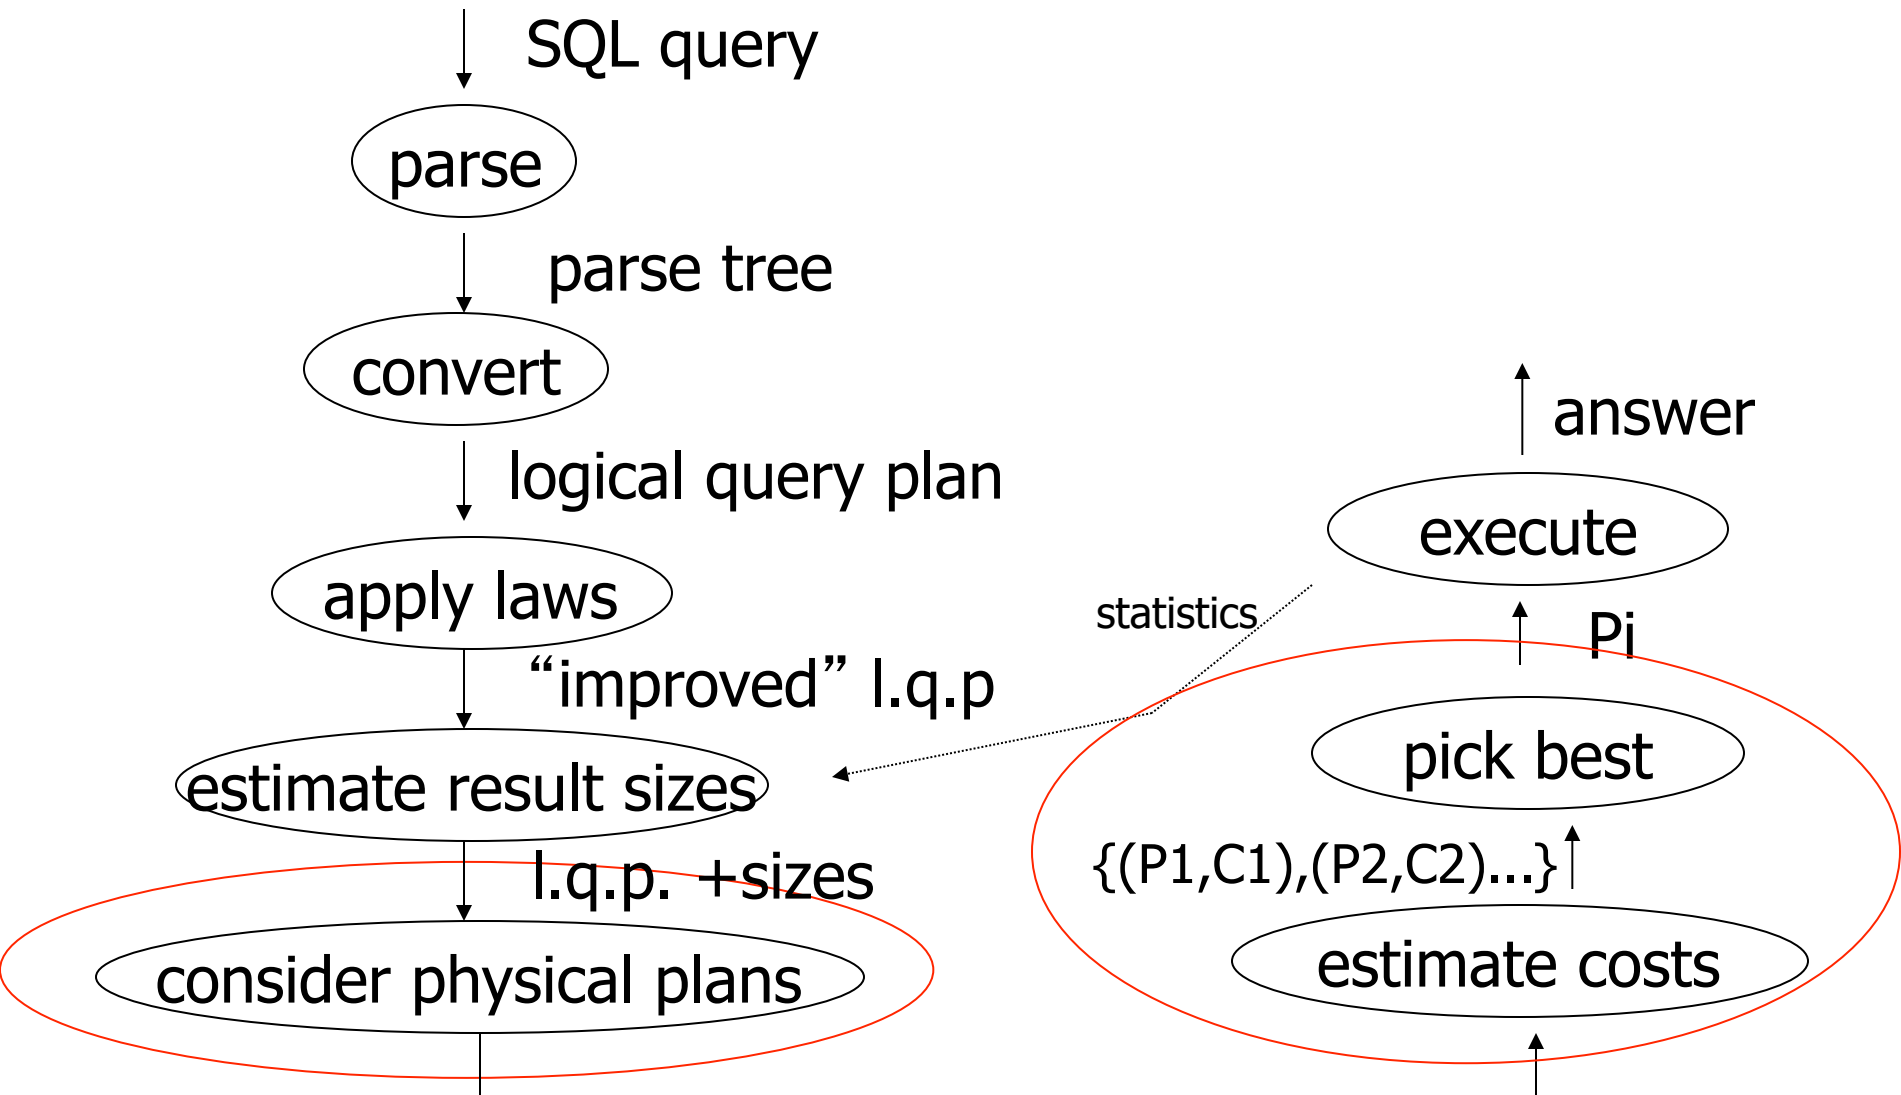 SQL query
parse
parse tree
convert
logical query plan
apply laws
“improved” l.q.p
estimate result sizes
l.q.p. +sizes
consider physical plans
answer
execute
statistics
Pi
pick best
{(P1,C1),(P2,C2)...}
estimate costs